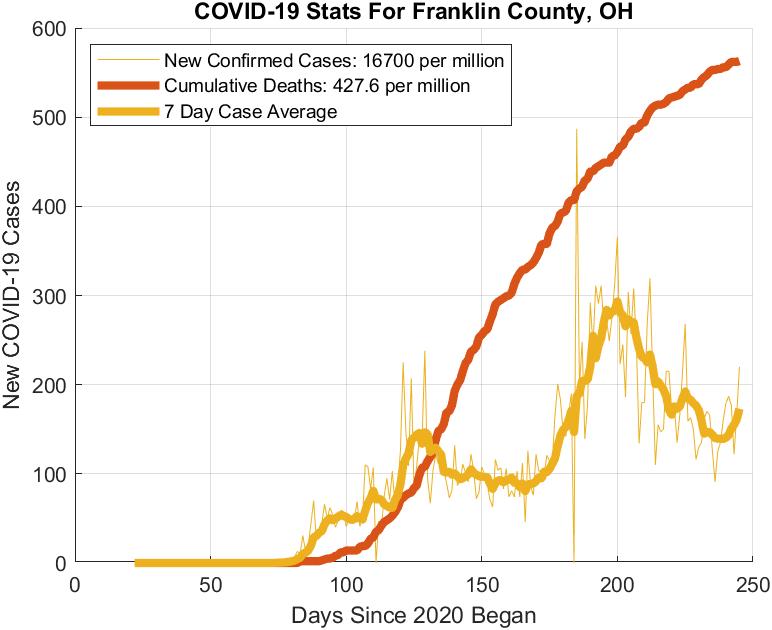 COVID-19 Stats For Franklin County, OH
New Confirmed Cases: 16700 per million
Cumulative Deaths: 427.6 per million
7 Day Case Average
New COVID-19 Cases
600
500
400
300
200
100
0
0 50 100 150 200 250
Days Since 2020 Began